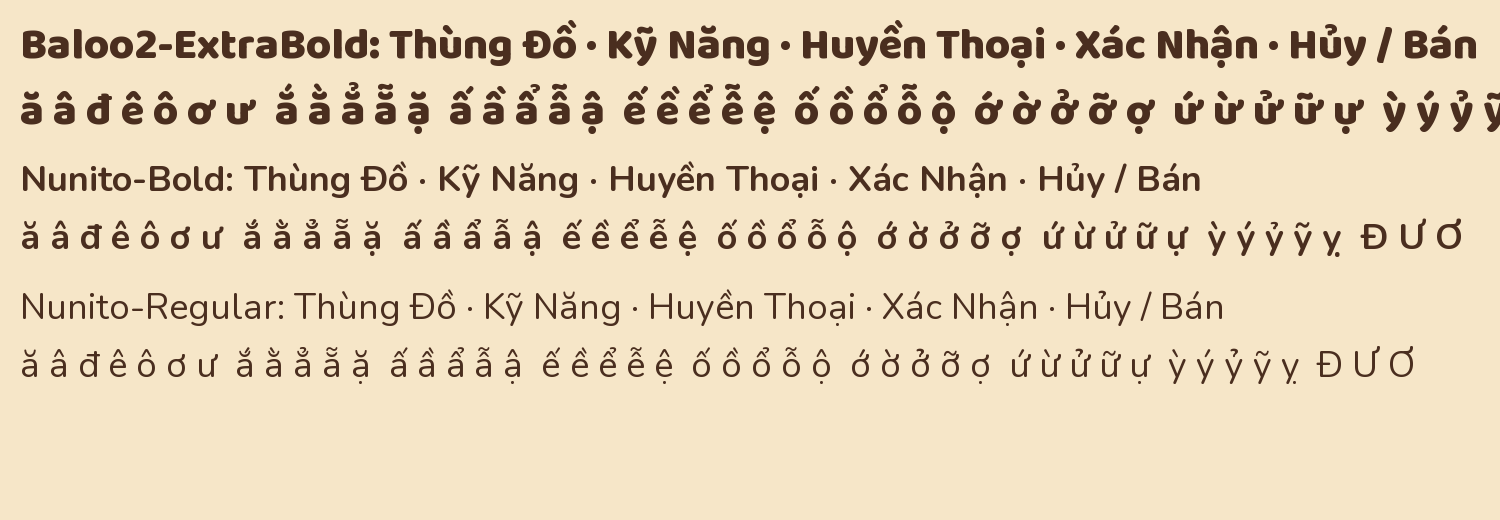 Baloo2-ExtraBold: Thùng Đồ · Kỹ Năng · Huyền Thoại · Xác Nhận · Hủy / Bán
ă â đ ê ô ơ ư ắ ằ ẳ ẵ ặ ấ ầ ẩ ẫ ậ ế ề ể ễ ệ ố ồ ổ ỗ ộ ớ ờ ở ỡ ợ ứ ừ ử ữ ự ỳ ý ỷ ỹ
Nunito-Bold: Thùng Đồ · Kỹ Năng · Huyền Thoại · Xác Nhận · Hủy / Bán
ă â đ ê ô ơ ư ắ ằ ẳ ẵ ặ ấ ầ ẩ ẫ ậ ế ề ể ễ ệ ố ồ ổ ỗ ộ ớ ờ ở ỡ ợ ứ ừ ử ữ ự ỳ ý ỷ ỹ ỵ Đ Ư Ơ
Nunito-Regular: Thùng Đồ · Kỹ Năng · Huyền Thoại · Xác Nhận · Hủy / Bán
ă â đ ê ô ơ ư ắ ằ ẳ ẵ ặ ấ ầ ẩ ẫ ậ ế ề ể ễ ệ ố ồ ổ ỗ ộ ớ ờ ở ỡ ợ ứ ừ ử ữ ự ỳ ý ỷ ỹ ỵ Đ Ư Ơ